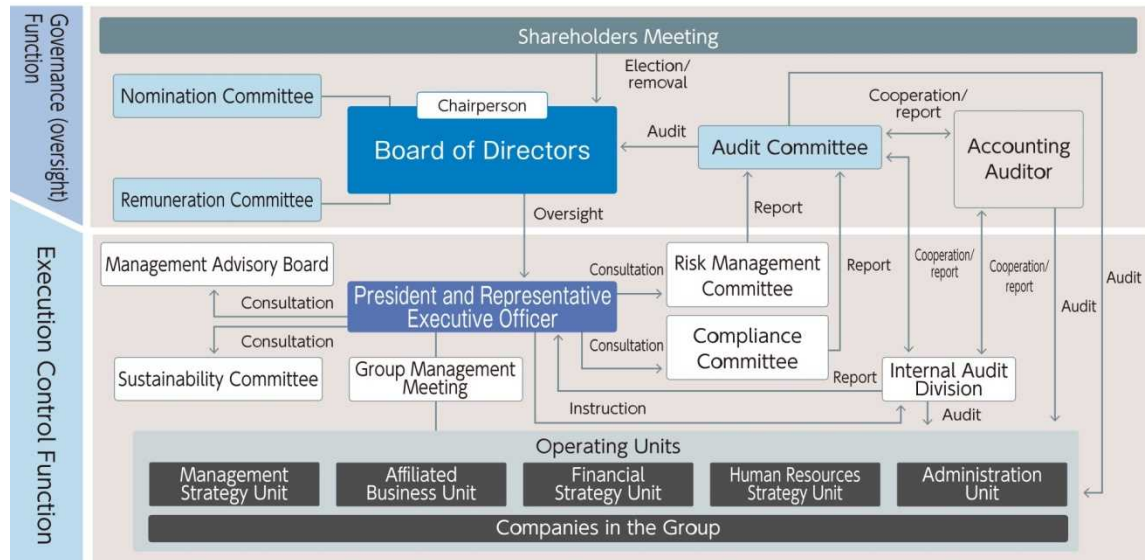 Governance (oversight)
Function
Shareholders Meeting
Election/
removal
Nomination Committee
Chairperson
Board of Directors
Audit
Audit Committee
Cooperation/
report
Accounting
Auditor
Remuneration Committee
Oversight
Report
Execution Control Function
Management Advisory Board
Consultation
President and Representative
Executive Officer
Consultation
Risk Management
Committee
Report
Cooperation/
report
Cooperation/
report
Audit
Audit
Consultation
Sustainability Committee
Group Management
Meeting
Consultation
Compliance
Committee
Report
Internal Audit
Division
Instruction
Audit
Operating Units
Management
Strategy Unit
Affiliated
Business Unit
Financial
Strategy Unit
Human Resources
Strategy Unit
Administration
Unit
Companies in the Group